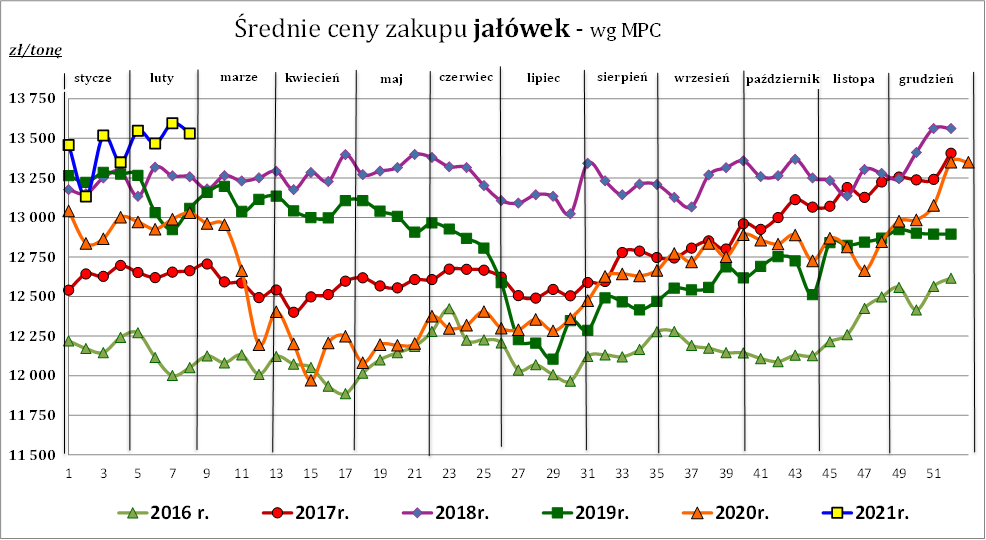 Średnie ceny zakupu jałówek - wg MPC
zł/tonę
stycze luty marze kwiecień maj czerwiec lipiec sierpień wrzesień październik listopa grudzień
13 750
13 500
13 250
13 000
12 750
12 500
12 250
12 000
11 750
11 500
1 3 5 7 9 11 13 15 17 19 21 23 25 27 29 31 33 35 37 39 41 43 45 47 49 51
2016 r. 2017r. 2018r. 2019r. 2020r. 2021r.